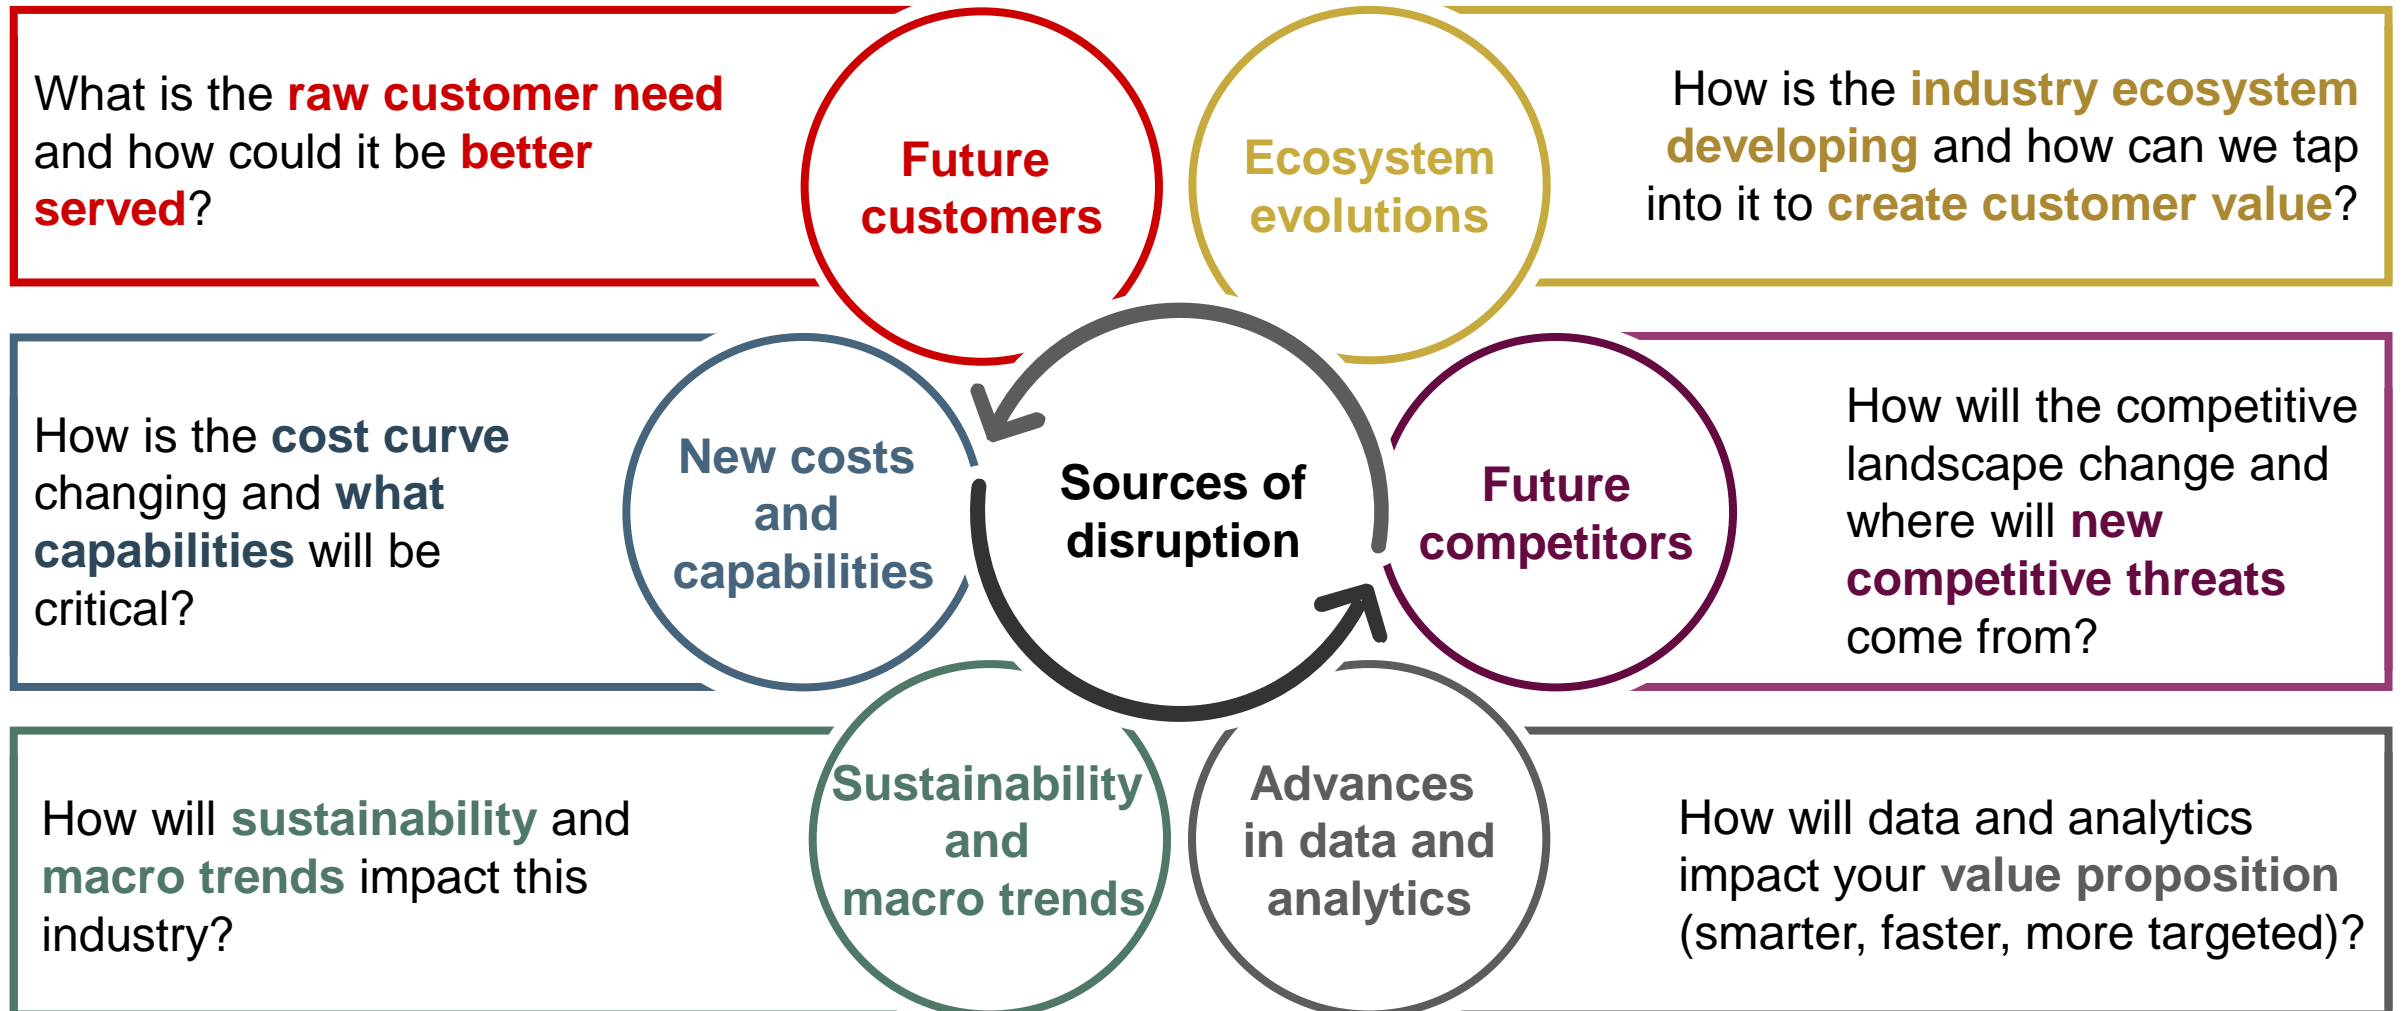 What is the raw customer need
and how could it be better
served?
Future
customers
Ecosystem
evolutions
How is the industry ecosystem
developing and how can we tap
into it to create customer value?
How is the cost curve
changing and what
capabilities will be
critical?
New costs
and
capabilities
Sources of
disruption
Future
competitors
How will the competitive
landscape change and
where will new
competitive threats
come from?
How will sustainability and
macro trends impact this
industry?
Sustainability
and
macro trends
Advances
in data and
analytics
How will data and analytics
impact your value proposition
(smarter, faster, more targeted)?